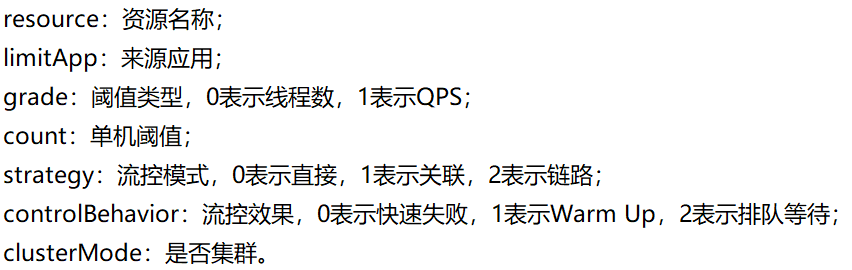 resource：资源名称；
limitApp：来源应用；
grade：阈值类型，0表示线程数，1表示QPS；
count：单机阈值；
strategy：流控模式，0表示直接，1表示关联，2表示链路；
controlBehavior：流控效果，0表示快速失败，1表示Warm Up，2表示排队等待；
clusterMode：是否集群。